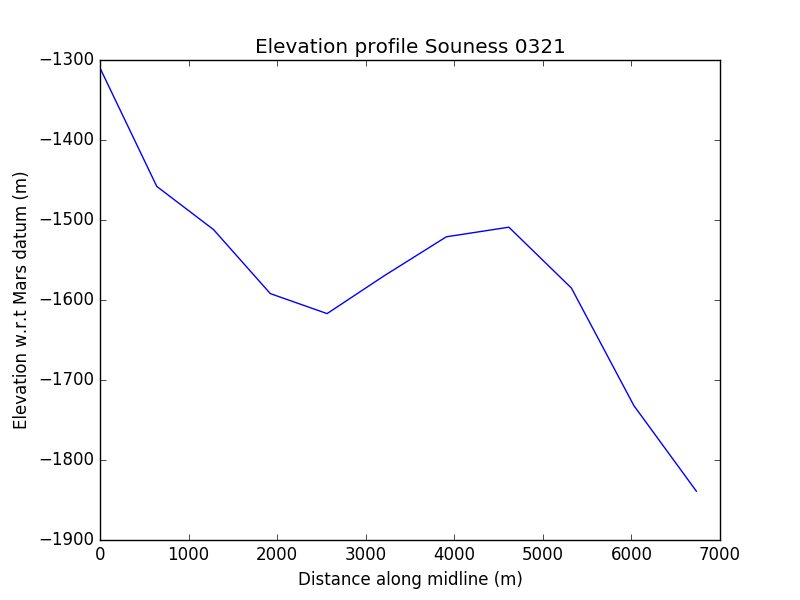 Elevation profile Souness 0321
−1300
−1400
−1500
−1600
−1700
−1800
−1900
Elevation w.r.t Mars datum (m)
0 1000 2000 3000 4000 5000 6000 7000
Distance along midline (m)